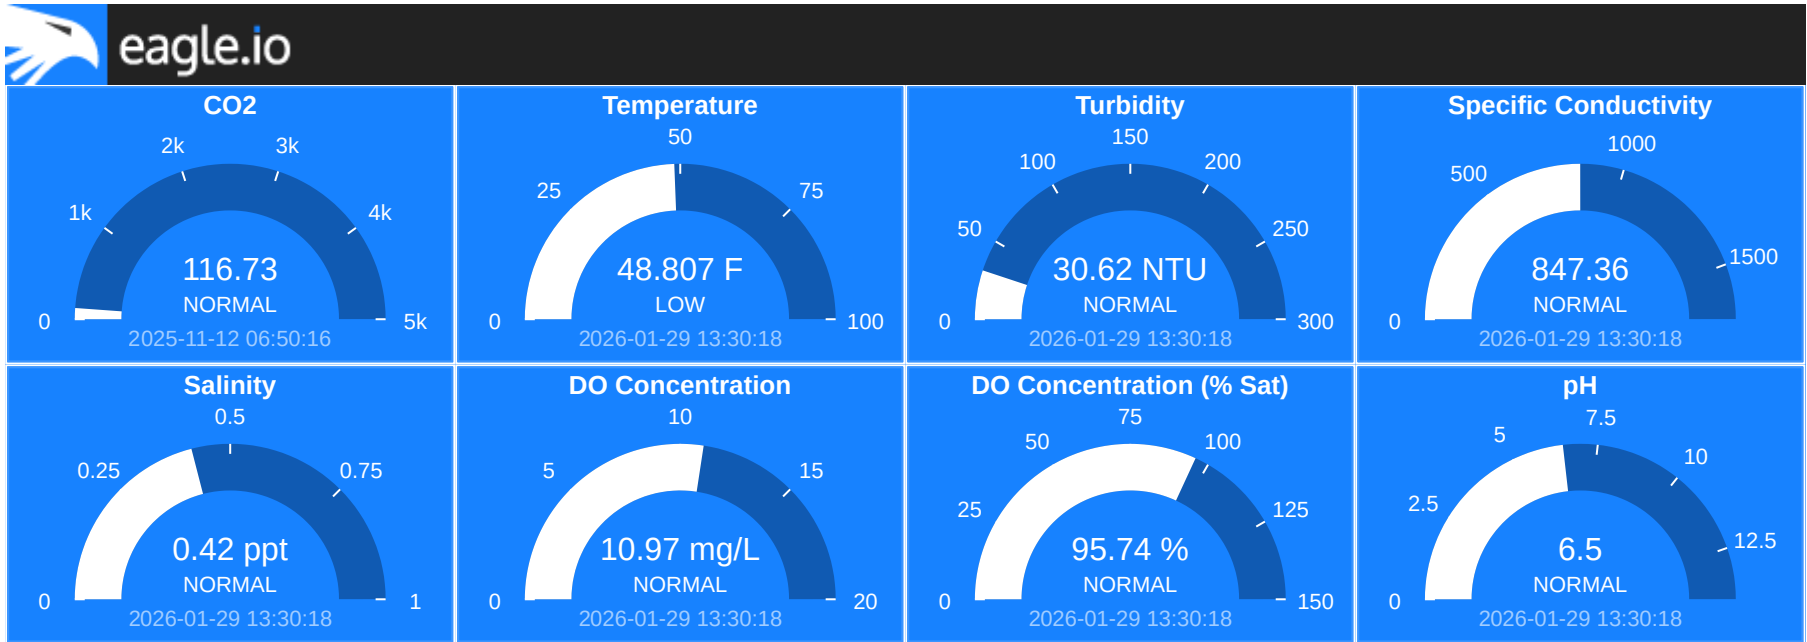 eagle.io
CO2
0
1k
2k
3k
4k
5k
116.73
NORMAL
2025-11-12 06:50:16
Temperature
0
25
50
75
100
48.807 F
LOW
2026-01-29 13:30:18
Turbidity
0
50
100
150
200
250
300
30.62 NTU
NORMAL
2026-01-29 13:30:18
Specific Conductivity
0
500
1000
1500
847.36
NORMAL
2026-01-29 13:30:18
Salinity
0
0.25
0.5
0.75
1
0.42 ppt
NORMAL
2026-01-29 13:30:18
DO Concentration
0
5
10
15
20
10.97 mg/L
NORMAL
2026-01-29 13:30:18
DO Concentration (% Sat)
0
25
50
75
100
125
150
95.74 %
NORMAL
2026-01-29 13:30:18
pH
0
2.5
5
7.5
10
12.5
6.5
NORMAL
2026-01-29 13:30:18